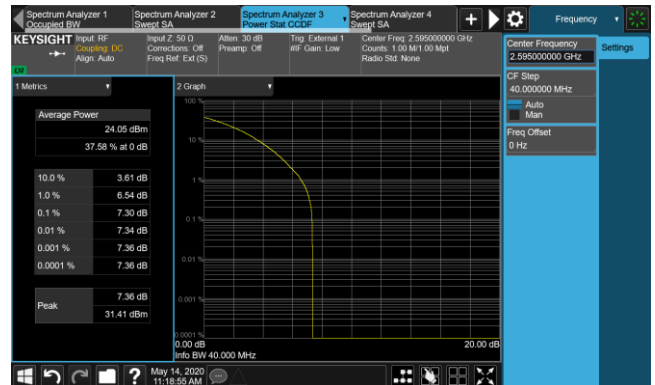 Spectrum Analyzer 1
Occupied BW
Spectrum Analyzer 2
Swept SA
Spectrum Analyzer 3
Power Stat CCDF
Spectrum Analyzer 4
Swept SA
+
Frequency
KEYSIGHT
Input: RF
Coupling: DC
Align: Auto
Input Z: 50 Ω
Corrections: Off
Freq Ref: Ext (S)
Atten: 30 dB
Preamp: Off
Trig: External 1
#IF Gain: Low
Center Freq: 2.595000000 GHz
Counts: 1.00 M/1.00 Mpt
Radio Std: None
Center Frequency
2.595000000 GHz
Settings
CF Step
40.000000 MHz
Auto
Man
Freq Offset
0 Hz
1 Metrics
Average Power
24.05 dBm
37.58 % at 0 dB
10.0 % 3.61 dB
1.0 % 6.54 dB
0.1 % 7.30 dB
0.01 % 7.34 dB
0.001 % 7.36 dB
0.0001 % 7.36 dB
Peak
7.36 dB
31.41 dBm
2 Graph
100 %
10 %
1 %
0.1 %
0.01 %
0.001 %
0.0001 %
0.00 dB
20.00 dB
Info BW 40.000 MHz
?
May 14, 2020
11:18:55 AM